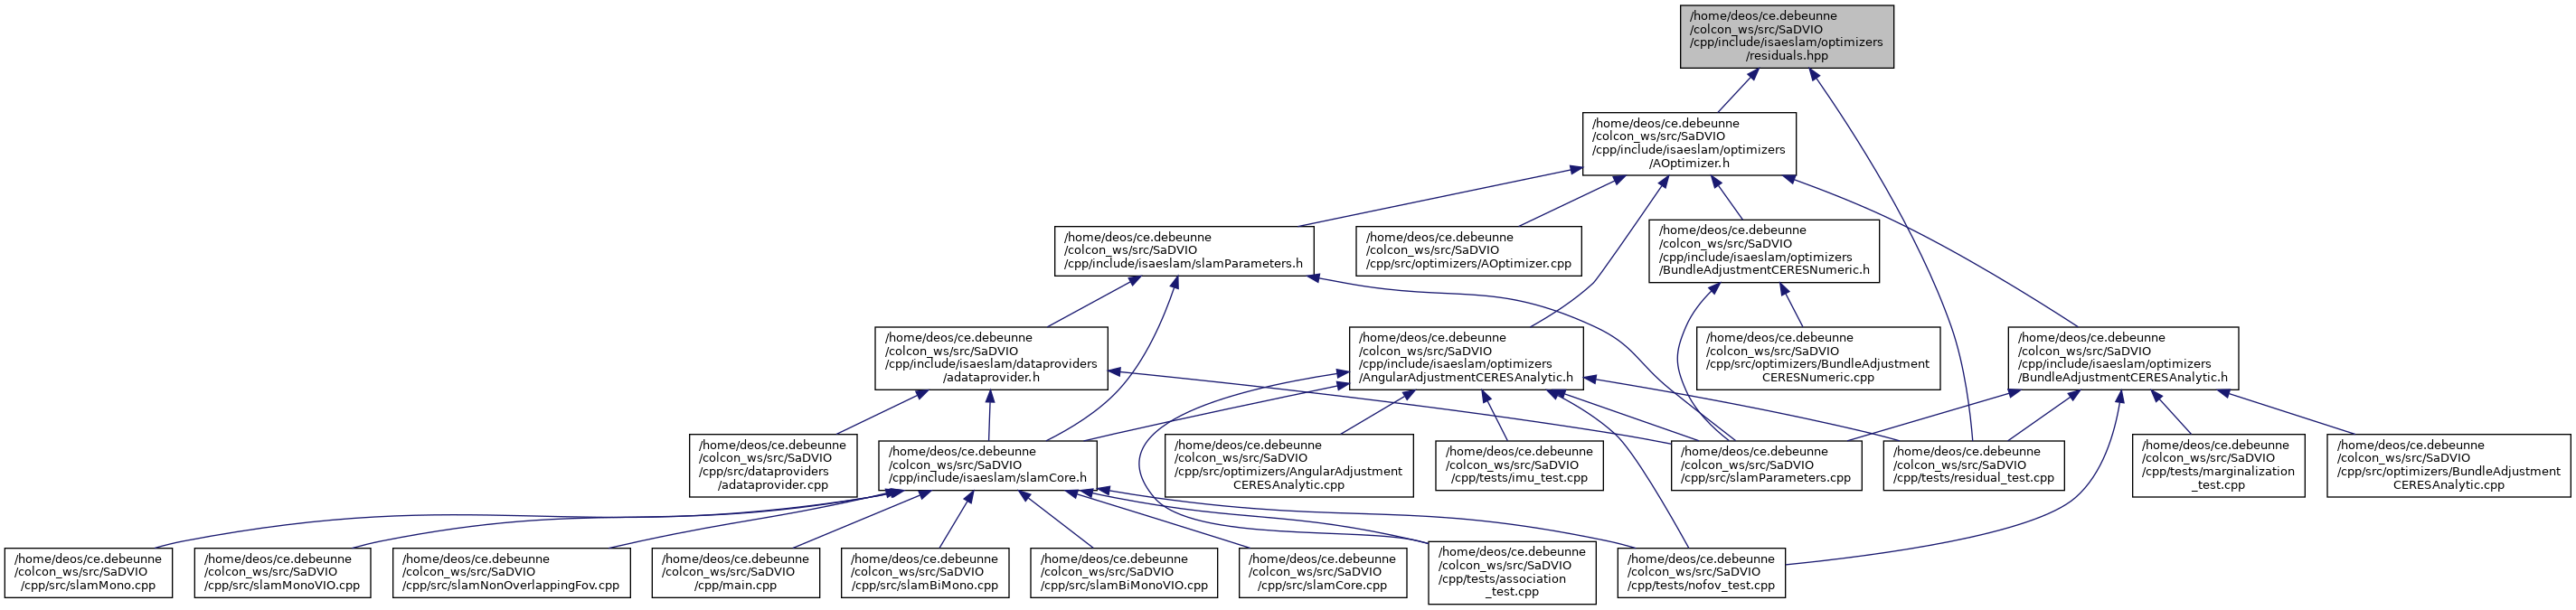 /home/deos/ce.debeunne
/colcon_ws/src/SaDVIO
/cpp/include/isaeslam/optimizers
/residuals.hpp
/home/deos/ce.debeunne
/colcon_ws/src/SaDVIO
/cpp/include/isaeslam/optimizers
/AOptimizer.h
/home/deos/ce.debeunne
/colcon_ws/src/SaDVIO
/cpp/include/isaeslam/slamParameters.h
/home/deos/ce.debeunne
/colcon_ws/src/SaDVIO
/cpp/src/optimizers/AOptimizer.cpp
/home/deos/ce.debeunne
/colcon_ws/src/SaDVIO
/cpp/include/isaeslam/optimizers
/BundleAdjustmentCERESNumeric.h
/home/deos/ce.debeunne
/colcon_ws/src/SaDVIO
/cpp/include/isaeslam/dataproviders
/adataprovider.h
/home/deos/ce.debeunne
/colcon_ws/src/SaDVIO
/cpp/include/isaeslam/optimizers
/AngularAdjustmentCERESAnalytic.h
/home/deos/ce.debeunne
/colcon_ws/src/SaDVIO
/cpp/src/optimizers/BundleAdjustment
CERESNumeric.cpp
/home/deos/ce.debeunne
/colcon_ws/src/SaDVIO
/cpp/include/isaeslam/optimizers
/BundleAdjustmentCERESAnalytic.h
/home/deos/ce.debeunne
/colcon_ws/src/SaDVIO
/cpp/src/dataproviders
/adataprovider.cpp
/home/deos/ce.debeunne
/colcon_ws/src/SaDVIO
/cpp/include/isaeslam/slamCore.h
/home/deos/ce.debeunne
/colcon_ws/src/SaDVIO
/cpp/src/optimizers/AngularAdjustment
CERESAnalytic.cpp
/home/deos/ce.debeunne
/colcon_ws/src/SaDVIO
/cpp/tests/imu_test.cpp
/home/deos/ce.debeunne
/colcon_ws/src/SaDVIO
/cpp/src/slamParameters.cpp
/home/deos/ce.debeunne
/colcon_ws/src/SaDVIO
/cpp/tests/residual_test.cpp
/home/deos/ce.debeunne
/colcon_ws/src/SaDVIO
/cpp/tests/marginalization
_test.cpp
/home/deos/ce.debeunne
/colcon_ws/src/SaDVIO
/cpp/src/optimizers/BundleAdjustment
CERESAnalytic.cpp
/home/deos/ce.debeunne
/colcon_ws/src/SaDVIO
/cpp/src/slamMono.cpp
/home/deos/ce.debeunne
/colcon_ws/src/SaDVIO
/cpp/src/slamMonoVIO.cpp
/home/deos/ce.debeunne
/colcon_ws/src/SaDVIO
/cpp/src/slamNonOverlappingFov.cpp
/home/deos/ce.debeunne
/colcon_ws/src/SaDVIO
/cpp/main.cpp
/home/deos/ce.debeunne
/colcon_ws/src/SaDVIO
/cpp/src/slamBiMono.cpp
/home/deos/ce.debeunne
/colcon_ws/src/SaDVIO
/cpp/src/slamBiMonoVIO.cpp
/home/deos/ce.debeunne
/colcon_ws/src/SaDVIO
/cpp/src/slamCore.cpp
/home/deos/ce.debeunne
/colcon_ws/src/SaDVIO
/cpp/tests/association
_test.cpp
/home/deos/ce.debeunne
/colcon_ws/src/SaDVIO
/cpp/tests/nofov_test.cpp